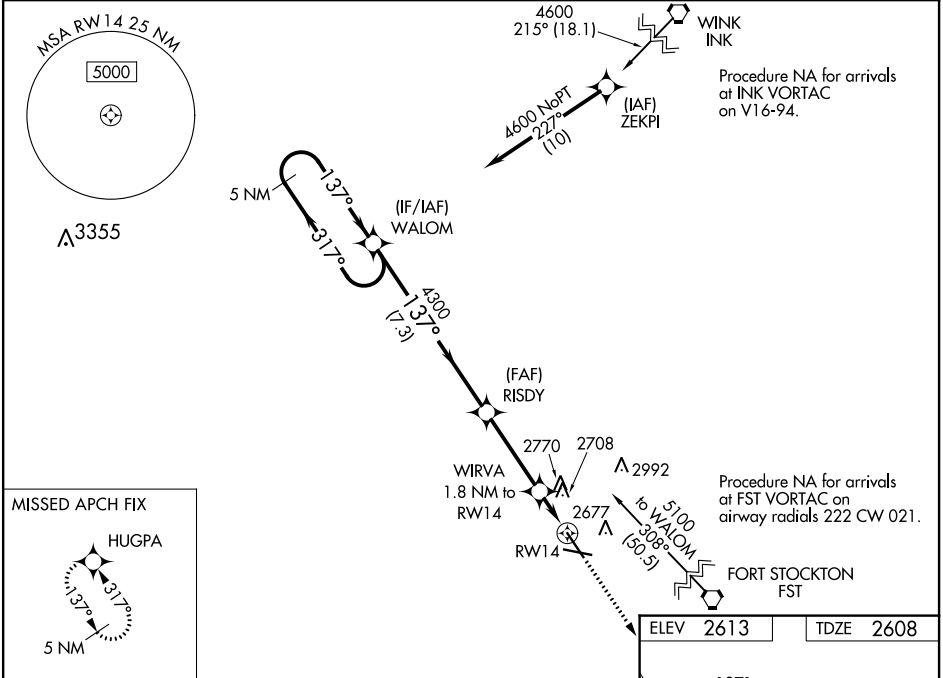 MSA RW14 25 NM
5000
3355
4600
215° (18.1)
WINK
INK
Procedure NA for arrivals
at INK VORTAC
on V16-94.
(IAF)
ZEKPI
4600 NoPT
227°
(10)
5 NM
137°
317°
(IF/IAF)
WALOM
4300
137°
(7.3)
(FAF)
RISDY
2770
2708
2992
WIRVA
1.8 NM to
RW14
2677
RW14
5100
to WALOM
308°
(50.5)
Procedure NA for arrivals
at FST VORTAC on
airway radials 222 CW 021.
FORT STOCKTON
FST
MISSED APCH FIX
HUGPA
137°
317°
5 NM
ELEV 2613
TDZE 2608